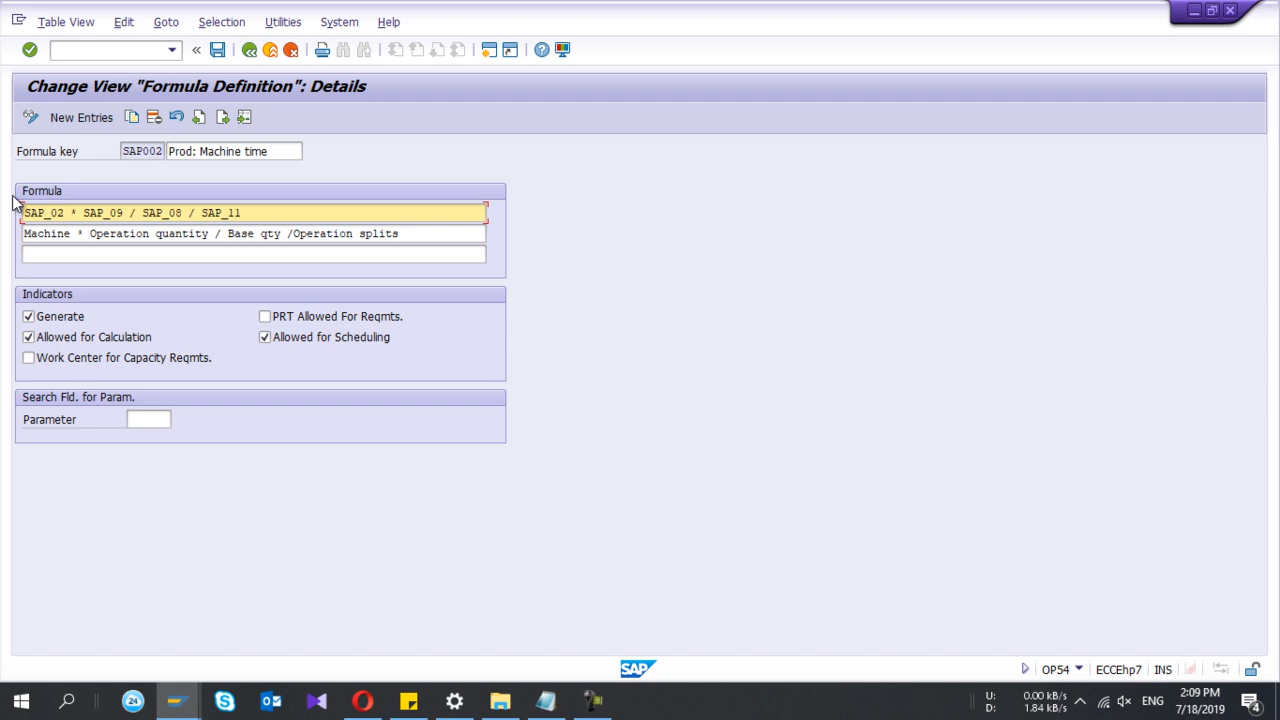 Table View Edit Goto Selection Utilities System Help
Change View "Formula Definition": Details
New Entries
Formula key SAP002 Prod: Machine time
Formula
SAP_02 * SAP_09 / SAP_08 / SAP_11
Machine * Operation quantity / Base qty /Operation splits
Indicators
Generate PRT Allowed For Reqmts.
Allowed for Calculation Allowed for Scheduling
Work Center for Capacity Reqmts.
Search Fld. for Param.
Parameter
SAP OP54 ECCEhp7 INS
24
U: 0.00 kB/s
D: 1.84 kB/s
ENG
2:09 PM
7/18/2019
4